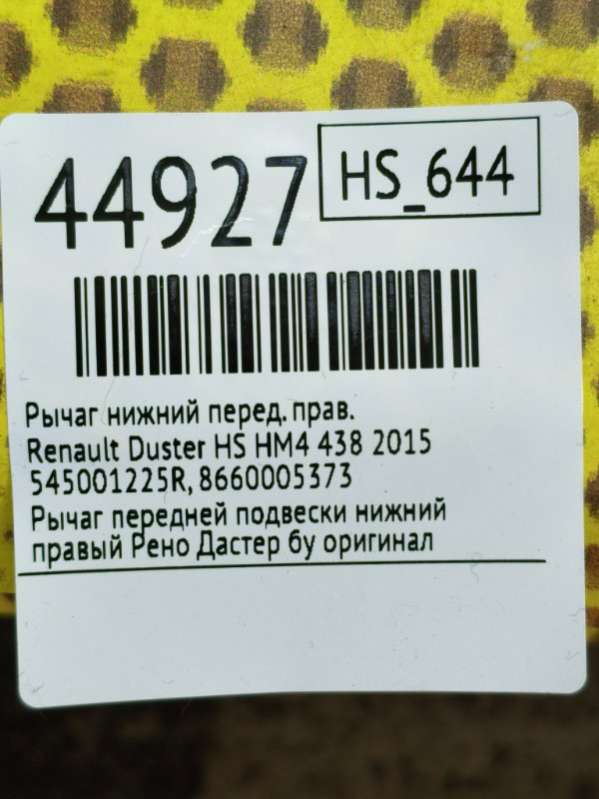 44927
HS_644
Рычаг нижний перед. прав.
Renault Duster HS HM4 438 2015
545001225R, 8660005373
Рычаг передней подвески нижний
правый Рено Дастер бу оригинал